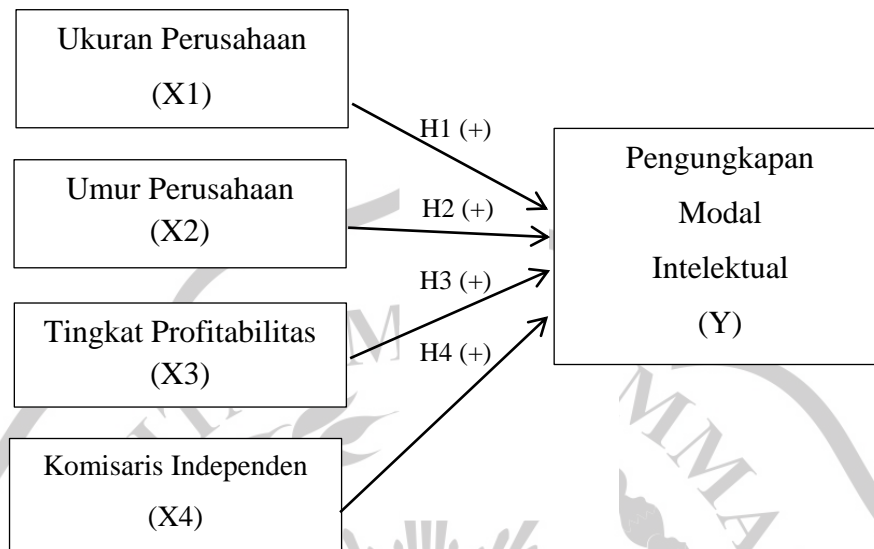 Ukuran Perusahaan
(X1)
H1 (+)
Umur Perusahaan
(X2)
H2 (+)
Tingkat Profitabilitas
(X3)
H3 (+)
Komisaris Independen
(X4)
H4 (+)
Pengungkapan
Modal
Intelektual
(Y)